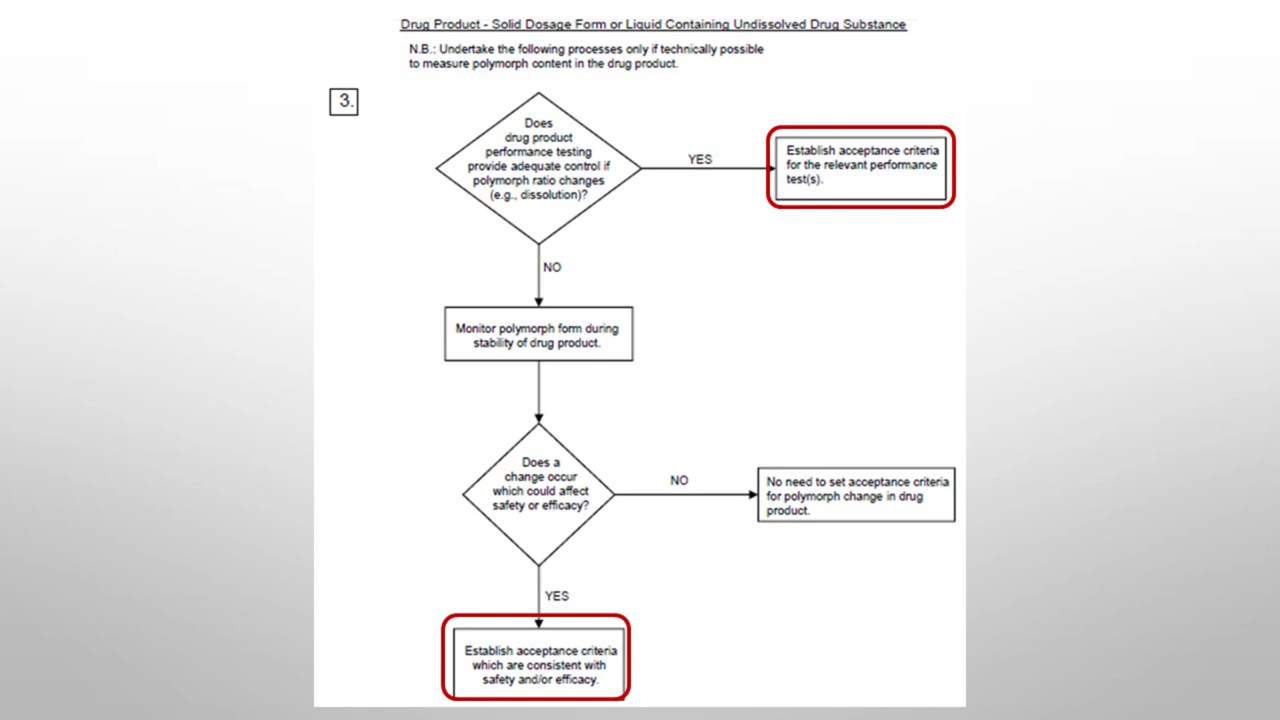 Drug Product - Solid Dosage Form or Liquid Containing Undissolved Drug Substance
N.B.: Undertake the following processes only if technically possible
to measure polymorph content in the drug product.
3.
Does
drug product
performance testing
provide adequate control if
polymorph ratio changes
(e.g., dissolution)?
YES
Establish acceptance criteria
for the relevant performance
test(s).
NO
Monitor polymorph form during
stability of drug product.
Does a
change occur
which could affect
safety or efficacy?
NO
No need to set acceptance criteria
for polymorph change in drug
product.
YES
Establish acceptance criteria
which are consistent with
safety and/or efficacy.